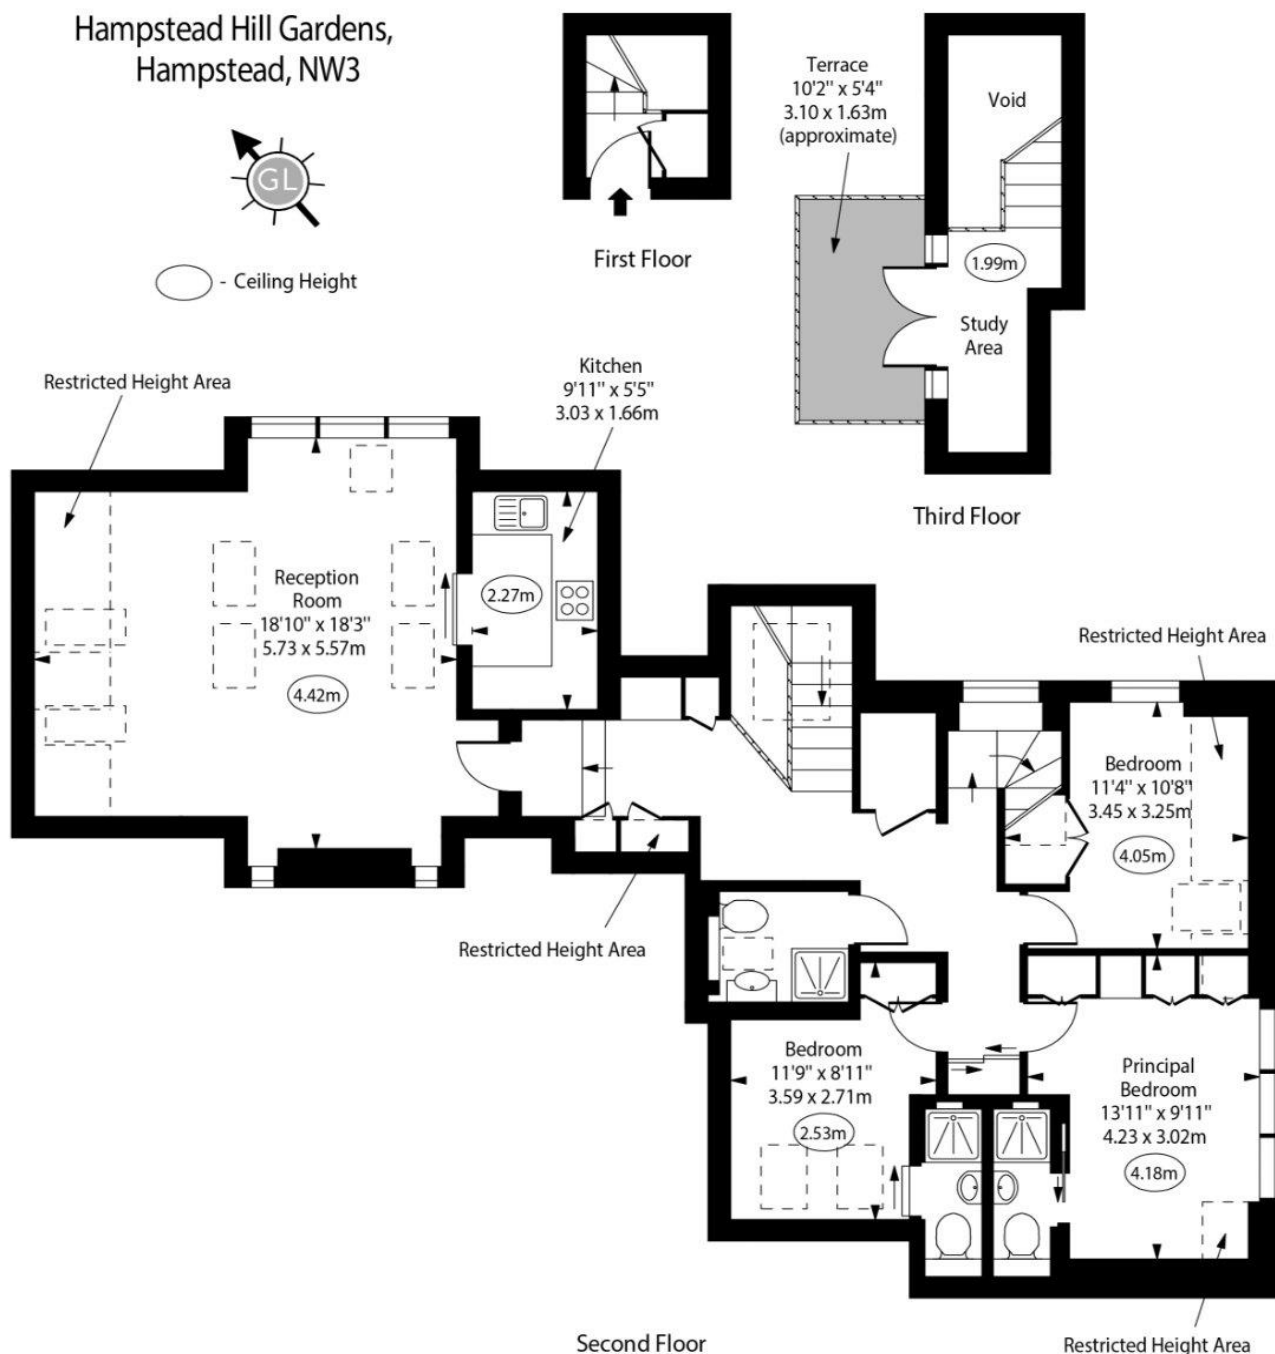 Hampstead Hill Gardens,
Hampstead, NW3
GL
- Ceiling Height
First Floor
Terrace
10'2" x 5'4"
3.10 x 1.63m
(approximate)
Void
1.99m
Study
Area
Third Floor
Restricted Height Area
Kitchen
9'11" x 5'5"
3.03 x 1.66m
2.27m
Reception
Room
18'10" x 18'3"
5.73 x 5.57m
4.42m
Restricted Height Area
Restricted Height Area
Bedroom
11'4" x 10'8"
3.45 x 3.25m
4.05m
Bedroom
11'9" x 8'11"
3.59 x 2.71m
2.53m
Principal
Bedroom
13'11" x 9'11"
4.23 x 3.02m
4.18m
Second Floor
Restricted Height Area